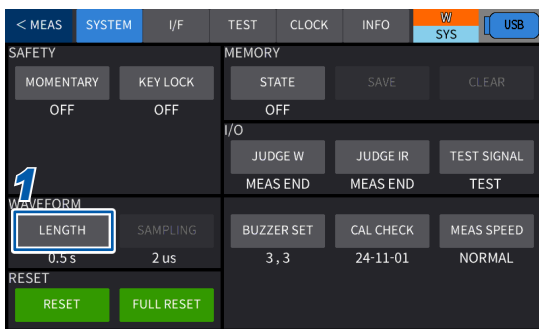 < MEAS SYSTEM I/F TEST CLOCK INFO W SYS USB
SAFETY
MOMENTARY KEY LOCK
OFF OFF
MEMORY
STATE SAVE CLEAR
OFF
I/O
JUDGE W JUDGE IR TEST SIGNAL
MEAS END MEAS END TEST
1
WAVEFORM
LENGTH SAMPLING
0.5 s 2 us
BUZZER SET CAL CHECK MEAS SPEED
3 , 3 24-11-01 NORMAL
RESET
RESET FULL RESET